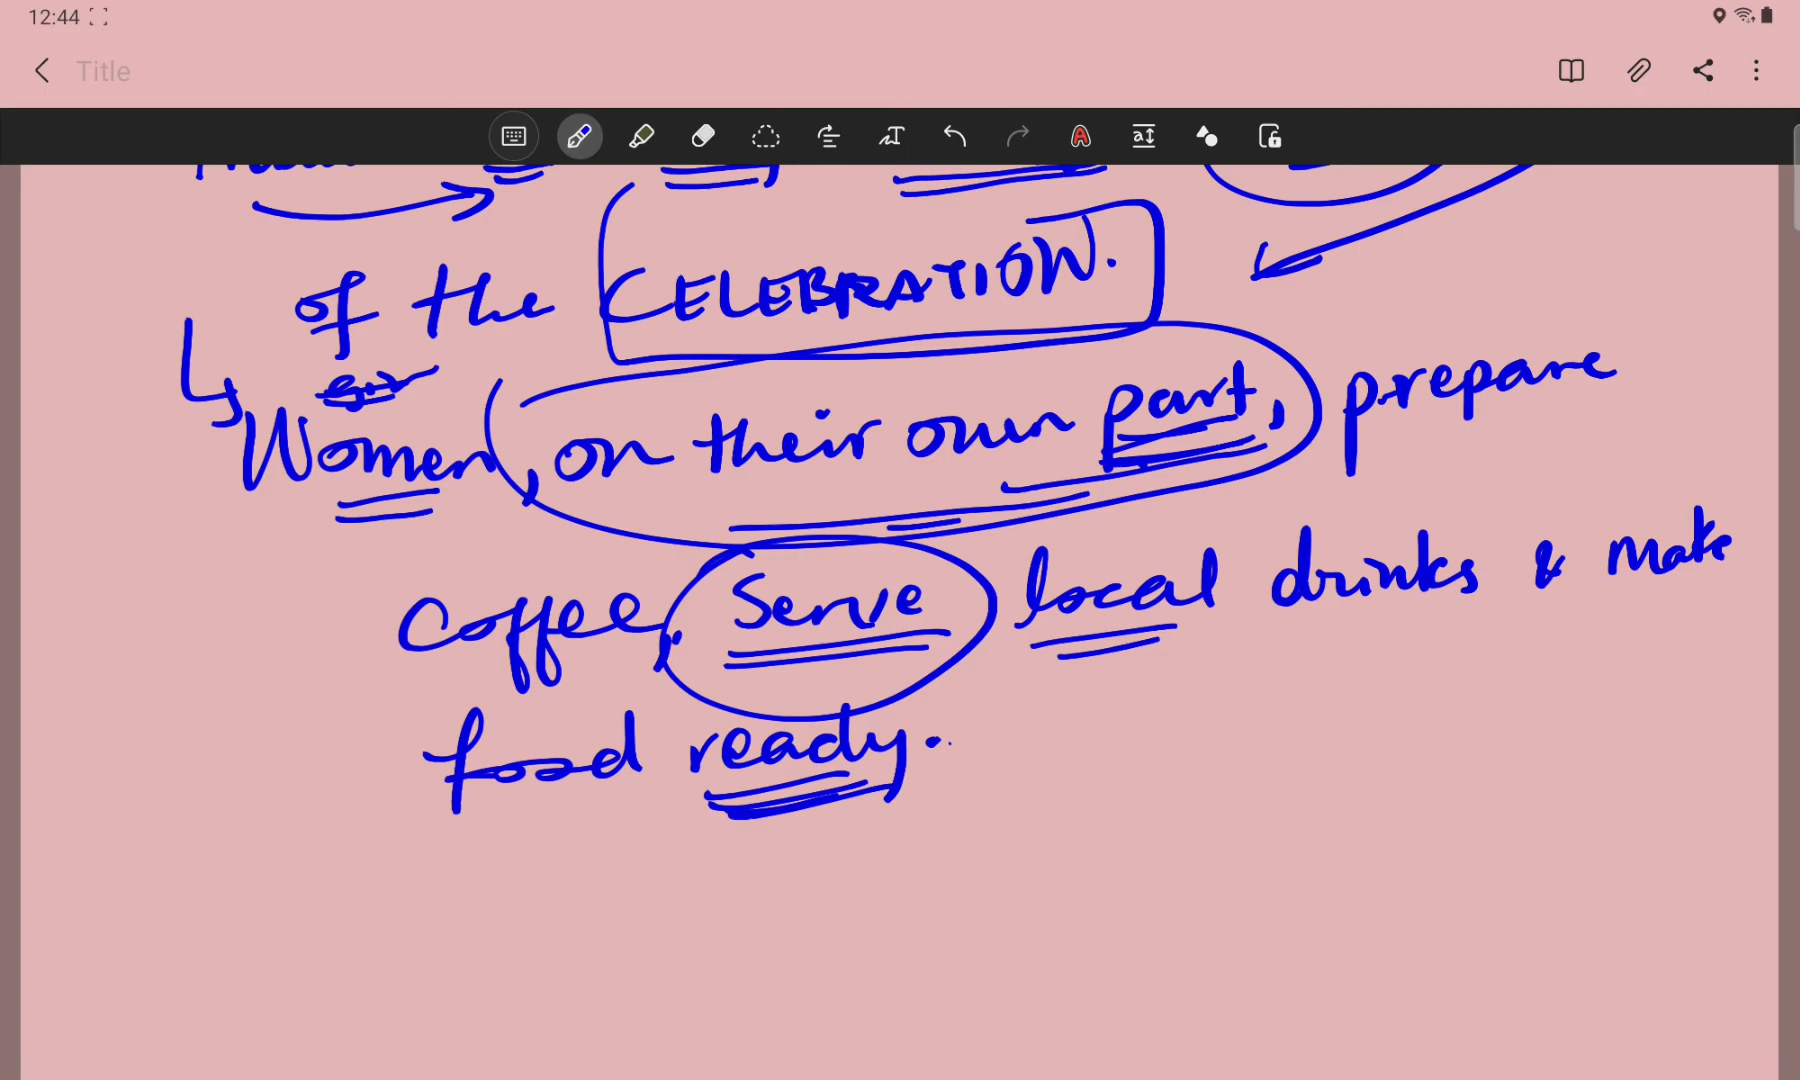 12:44
Title
of the CELEBRATION.
Women, on their own part, prepare
coffee, serve local drinks & make
food ready.